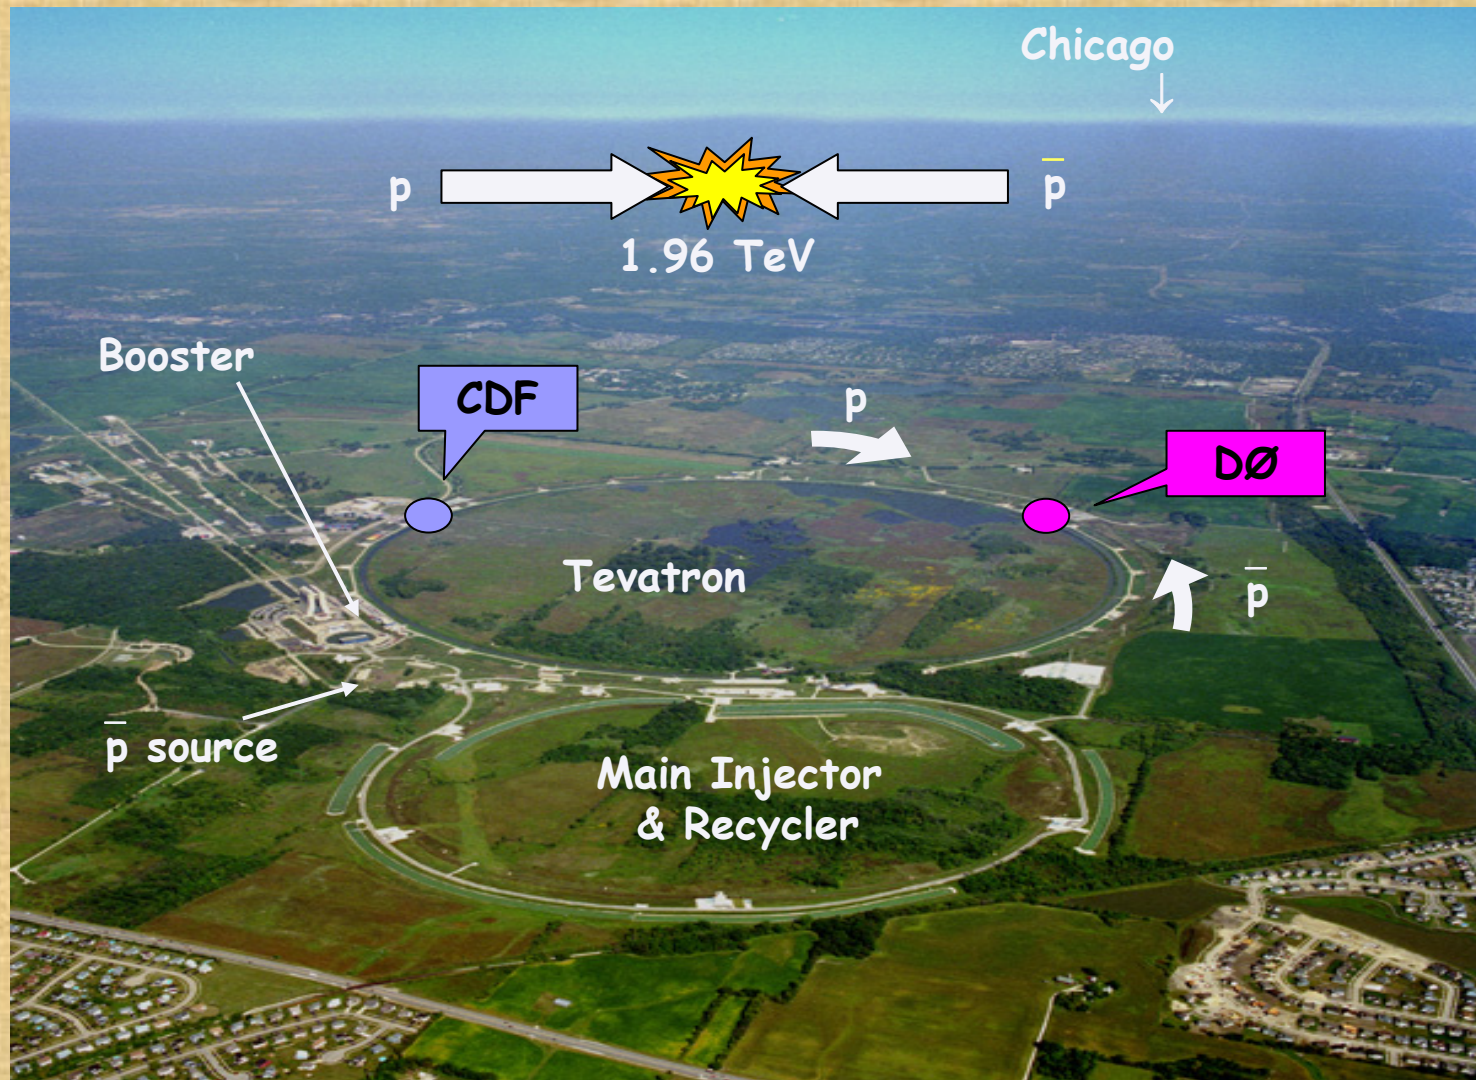 Chicago
↓
p
p̅
1.96 TeV
Booster
CDF
p
DØ
Tevatron
p̅
p̅ source
Main Injector
& Recycler